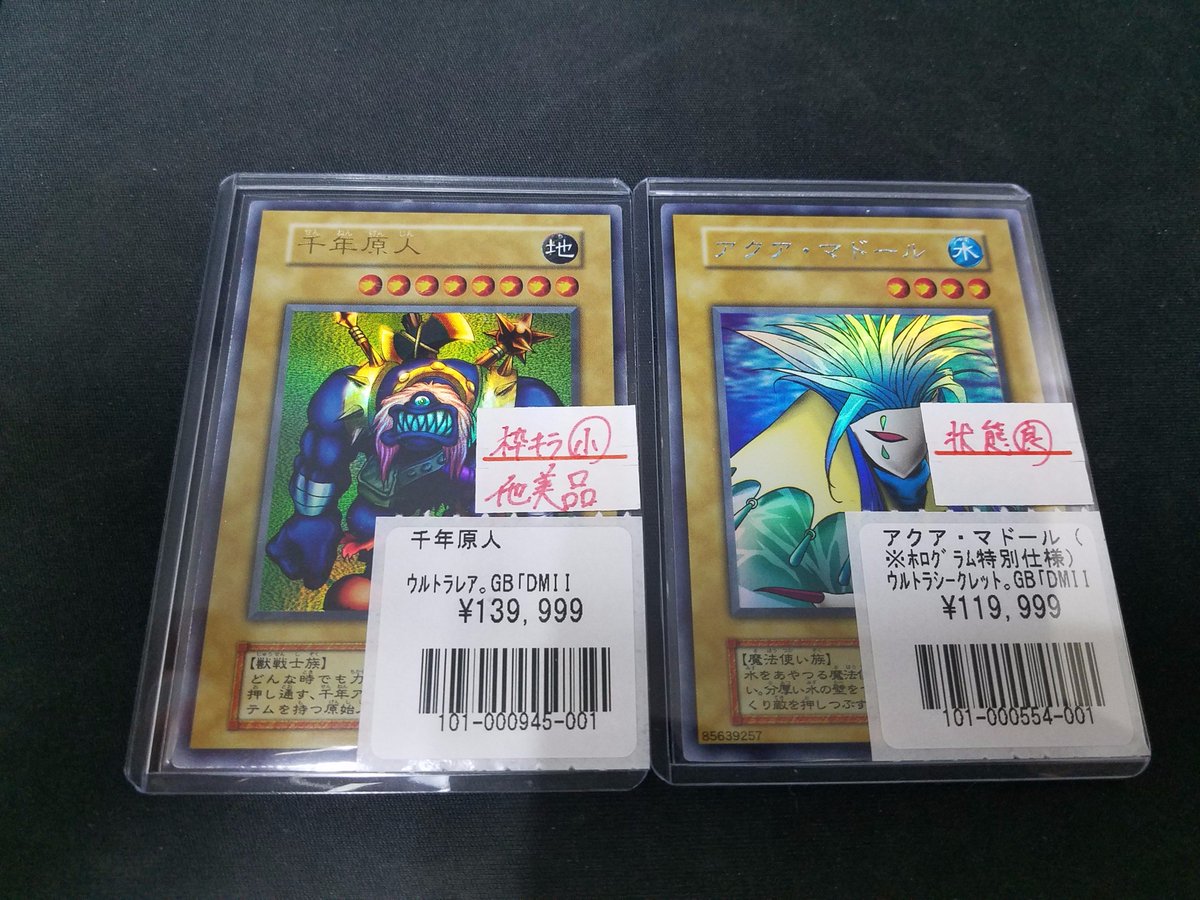 千年原人
地
枠キラ小
他美品
千年原人
ウルトラレア。GB「DMII
¥139,999
101-000945-001
【獣戦士族】
どんな時でも力
押し通す、千年ア
テムを持つ原始
アクア・マドール
水
状態良
アクア・マドール(
※ホログラム特別仕様)
ウルトラシークレット。GB「DMII
¥119,999
101-000554-001
【魔法使い族】
水をあやつる魔法使
い。分厚い水の壁をつ
くり敵を押しつぶす
85639257